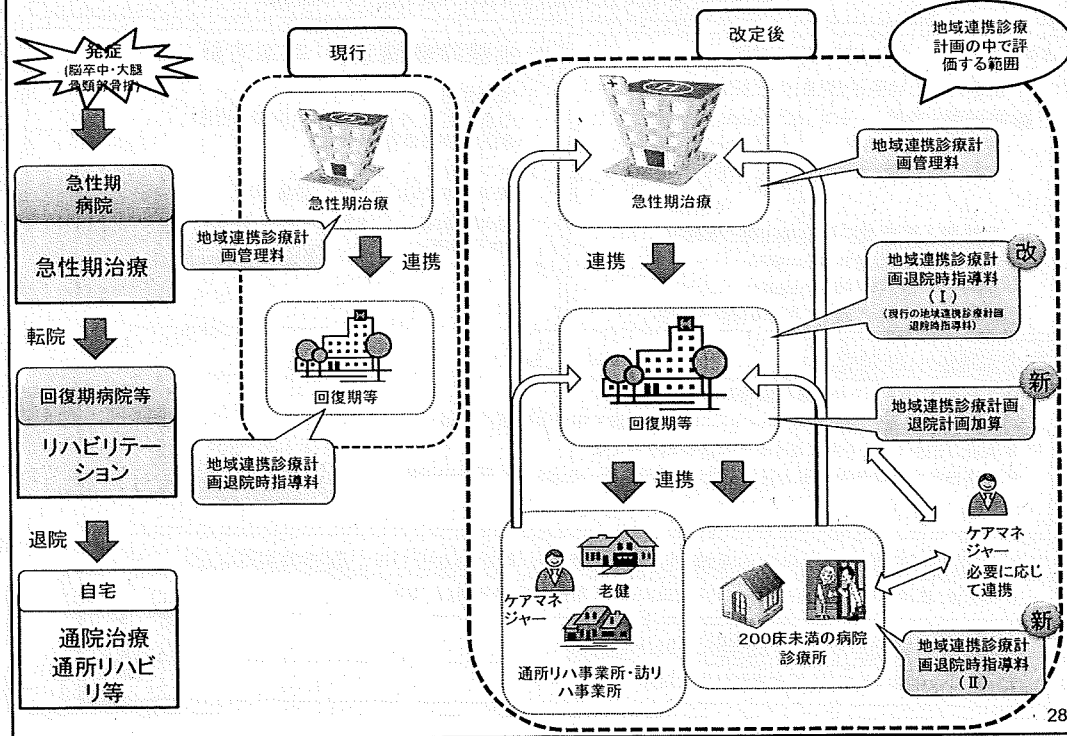 発症
(脳卒中・大腿
骨頸部骨折)
急性期
病院
急性期治療
転院
回復期病院等
リハビリテー
ション
退院
自宅
通院治療
通所リハビ
リ等
現行
急性期治療
地域連携診療計
画管理料
連携
回復期等
地域連携診療計
画退院時指導料
改定後
地域連携診療
計画の中で評
価する範囲
急性期治療
地域連携診療計
画管理料
連携
改
地域連携診療計
画退院時指導料
(Ⅰ)
(現行の地域連携診療計画
退院時指導料)
回復期等
新
地域連携診療計画
退院計画加算
連携
ケアマネ
ジャー
老健
通所リハ事業所・訪リ
ハ事業所
200床未満の病院
診療所
ケアマネ
ジャー
必要に応じ
て連携
新
地域連携診療計
画退院時指導料
(Ⅱ)
28